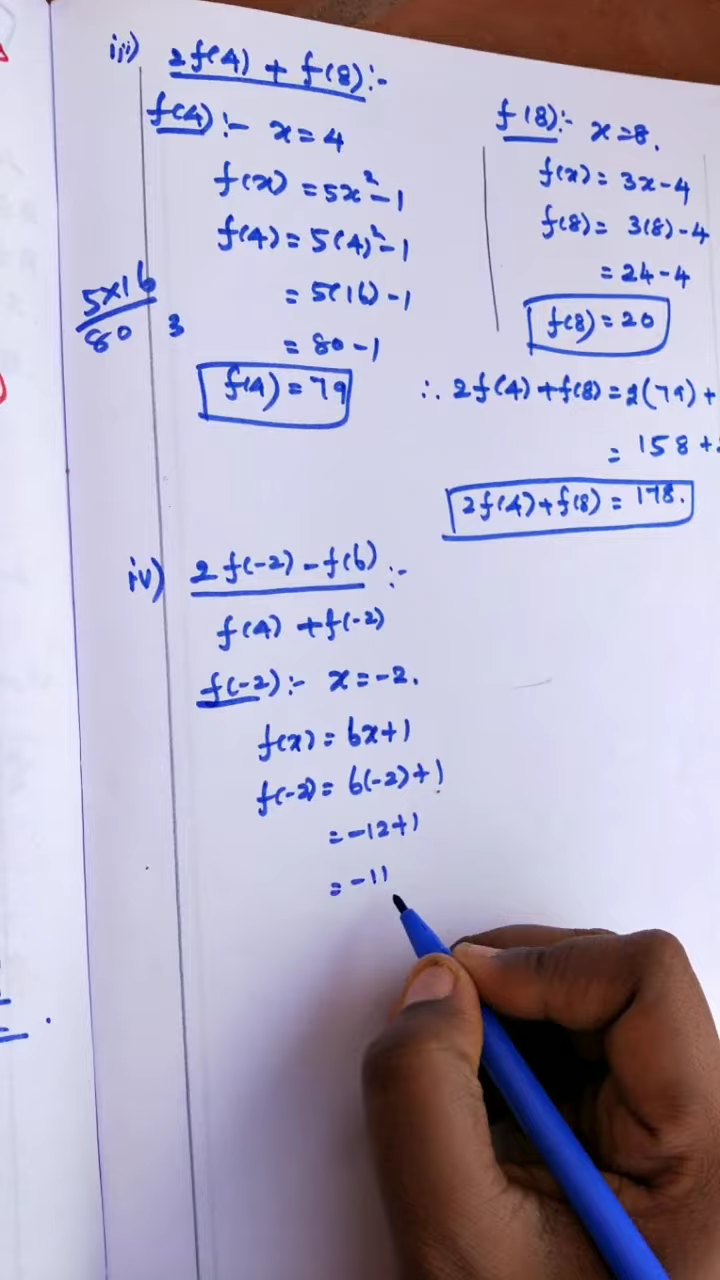 iii) 2f(4) + f(8):-
f(4):- x=4
f(x) = 5x²-1
f(4) = 5(4)²-1
= 5(16)-1
= 80-1
f(4) = 79
5×16
80 3
f(8):- x=8.
f(x) = 3x-4
f(8) = 3(8)-4
= 24-4
f(8) = 20
∴ 2f(4)+f(8) = 2(79)+
= 158+
2f(4)+f(8) = 178.
iv) 2f(-2) - f(6) :-
f(4) + f(-2)
f(-2):- x=-2.
f(x) = 6x+1
f(-2) = 6(-2)+1
= -12+1
= -11